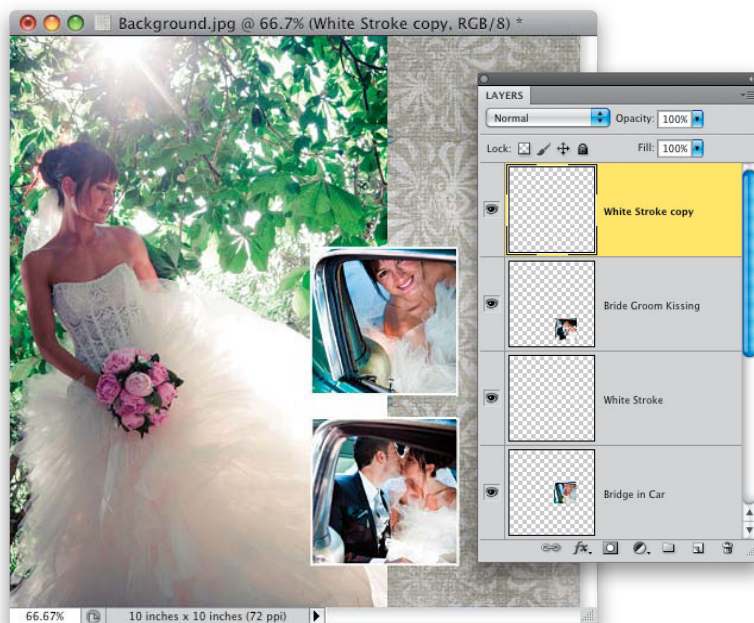 Background.jpg @ 66.7% (White Stroke copy, RGB/8) *
LAYERS
Normal Opacity: 100%
Lock: Fill: 100%
White Stroke copy
Bride Groom Kissing
White Stroke
Bridge in Car
fx.
66.67% 10 inches x 10 inches (72 ppi)